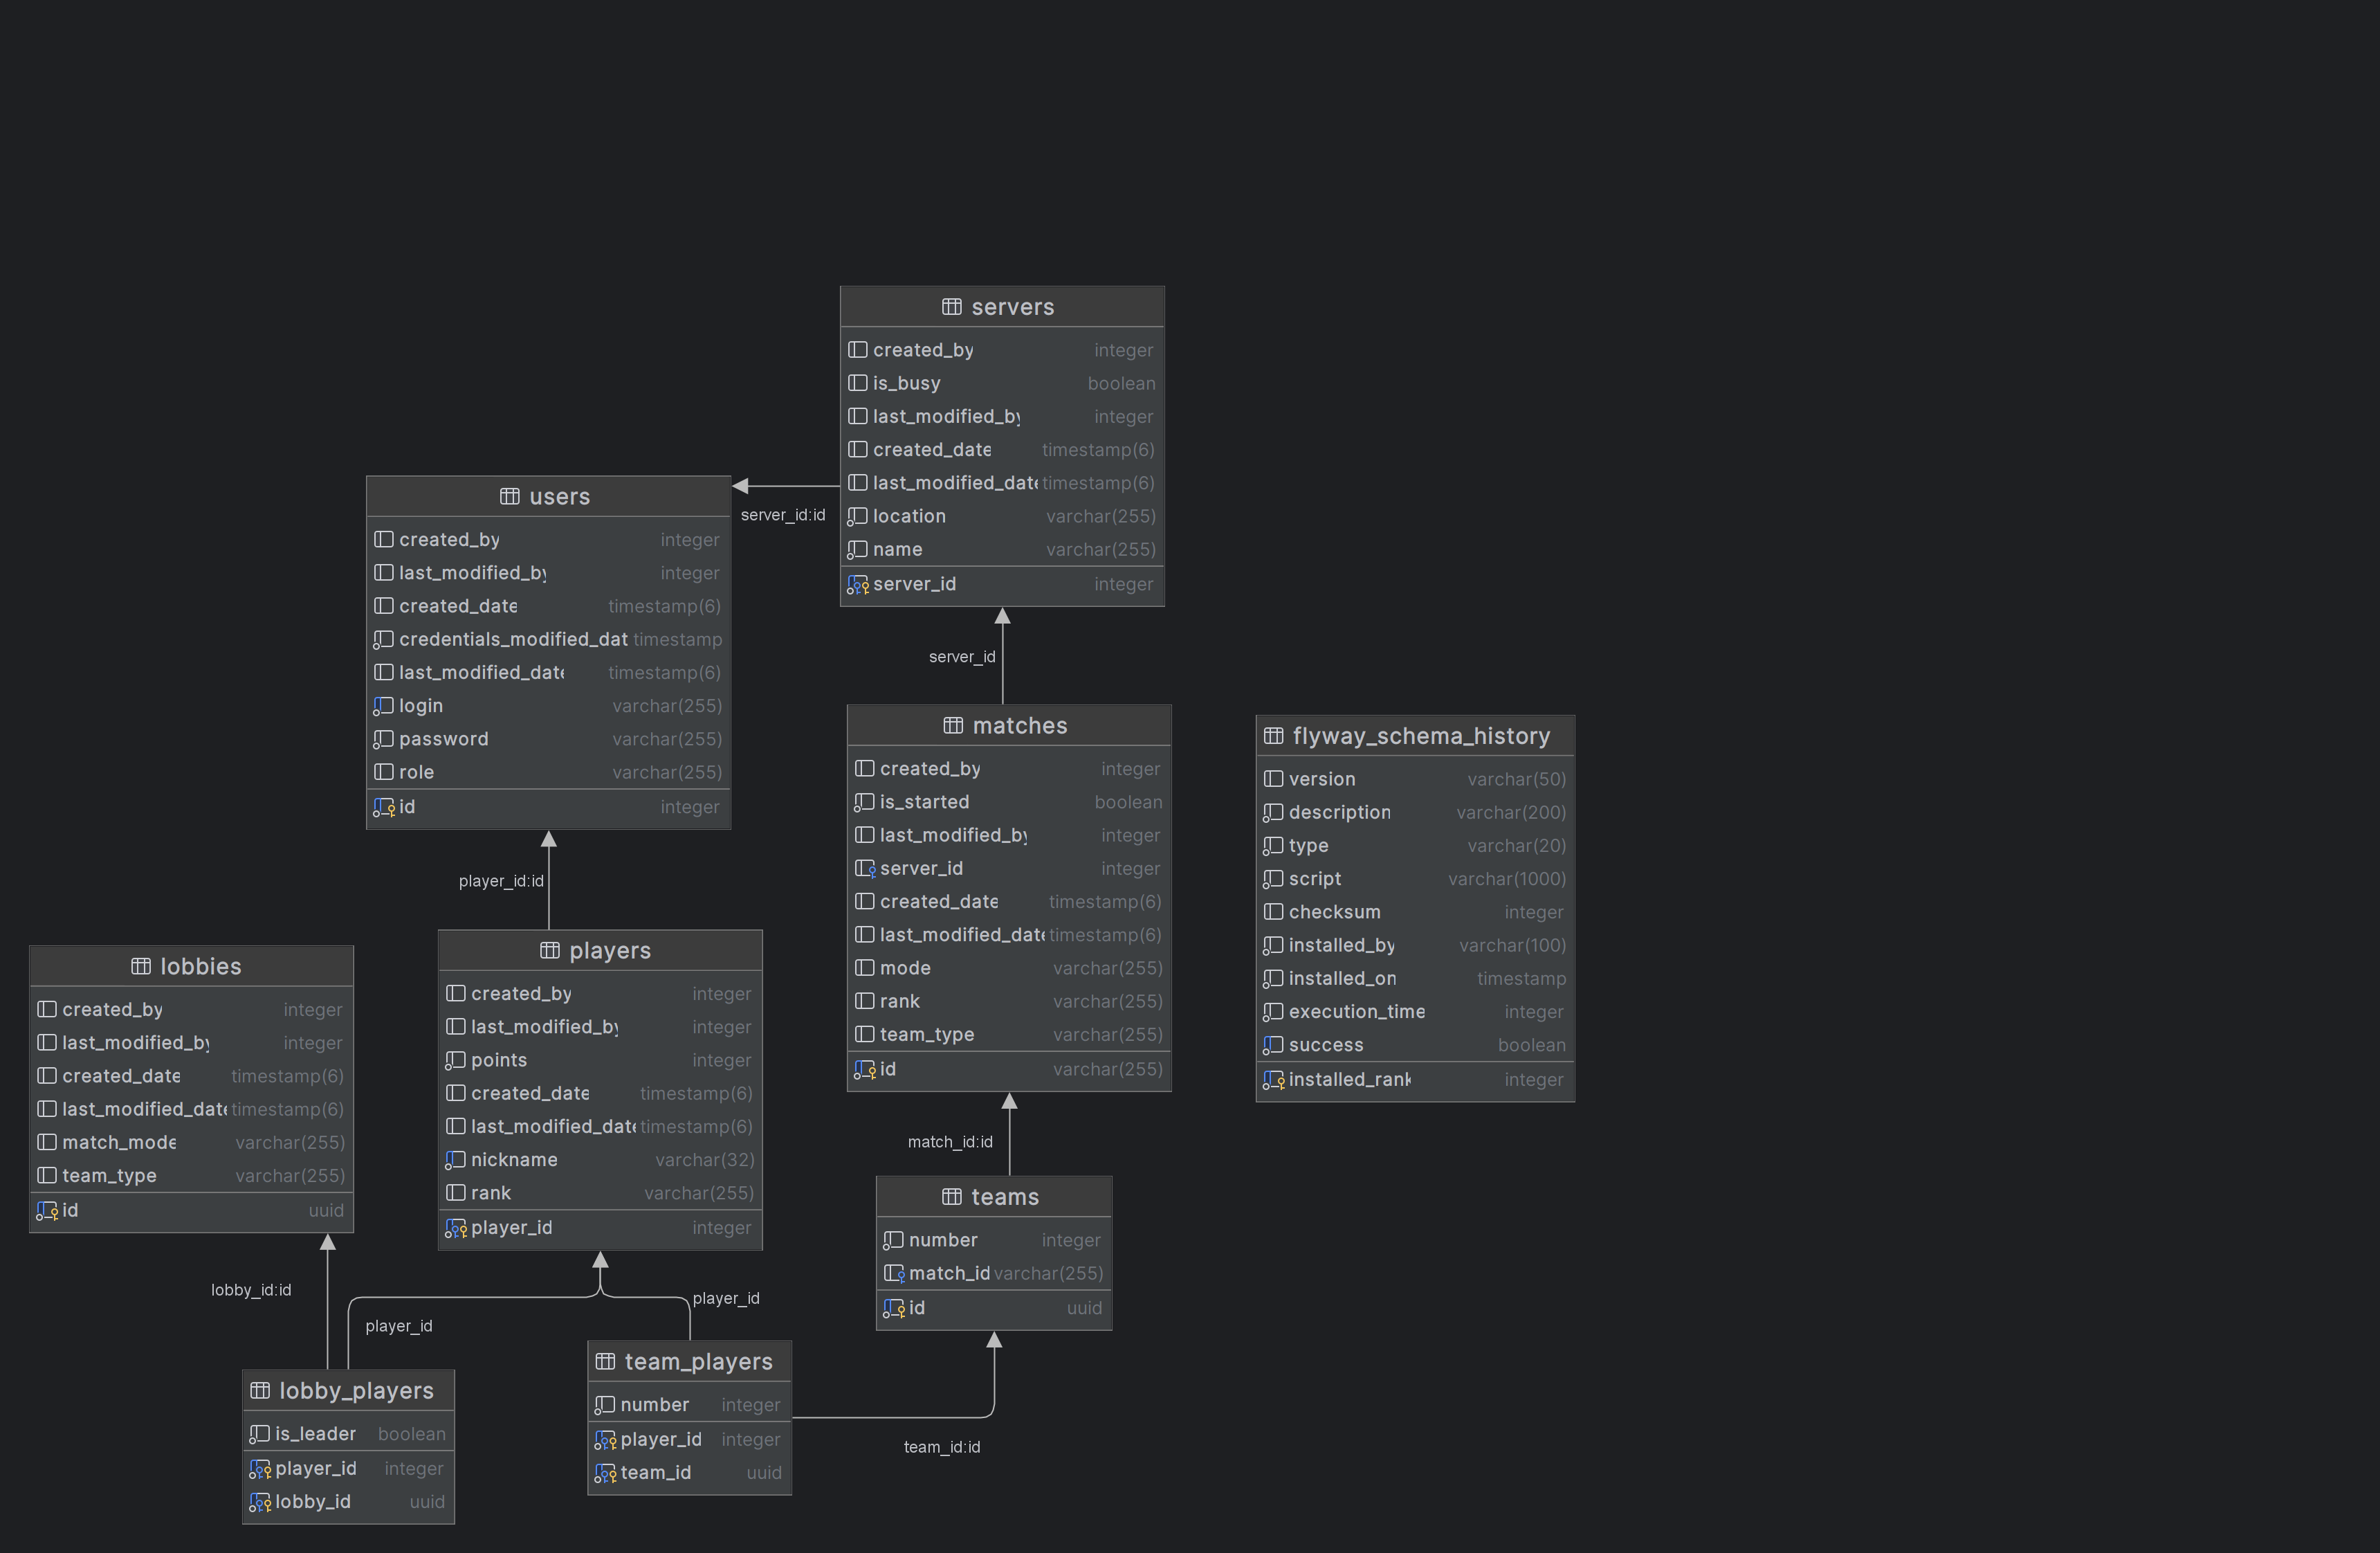 servers
created_by integer
is_busy boolean
last_modified_by integer
created_date timestamp(6)
last_modified_date timestamp(6)
location varchar(255)
name varchar(255)
server_id integer
server_id:id
users
created_by integer
last_modified_by integer
created_date timestamp(6)
credentials_modified_dat timestamp
last_modified_date timestamp(6)
login varchar(255)
password varchar(255)
role varchar(255)
id integer
server_id
matches
created_by integer
is_started boolean
last_modified_by integer
server_id integer
created_date timestamp(6)
last_modified_date timestamp(6)
mode varchar(255)
rank varchar(255)
team_type varchar(255)
id varchar(255)
flyway_schema_history
version varchar(50)
description varchar(200)
type varchar(20)
script varchar(1000)
checksum integer
installed_by varchar(100)
installed_on timestamp
execution_time integer
success boolean
installed_rank integer
player_id:id
lobbies
created_by integer
last_modified_by integer
created_date timestamp(6)
last_modified_date timestamp(6)
match_mode varchar(255)
team_type varchar(255)
id uuid
players
created_by integer
last_modified_by integer
points integer
created_date timestamp(6)
last_modified_date timestamp(6)
nickname varchar(32)
rank varchar(255)
player_id integer
match_id:id
teams
number integer
match_id varchar(255)
id uuid
lobby_id:id
player_id
player_id
lobby_players
is_leader boolean
player_id integer
lobby_id uuid
team_players
number integer
player_id integer
team_id uuid
team_id:id